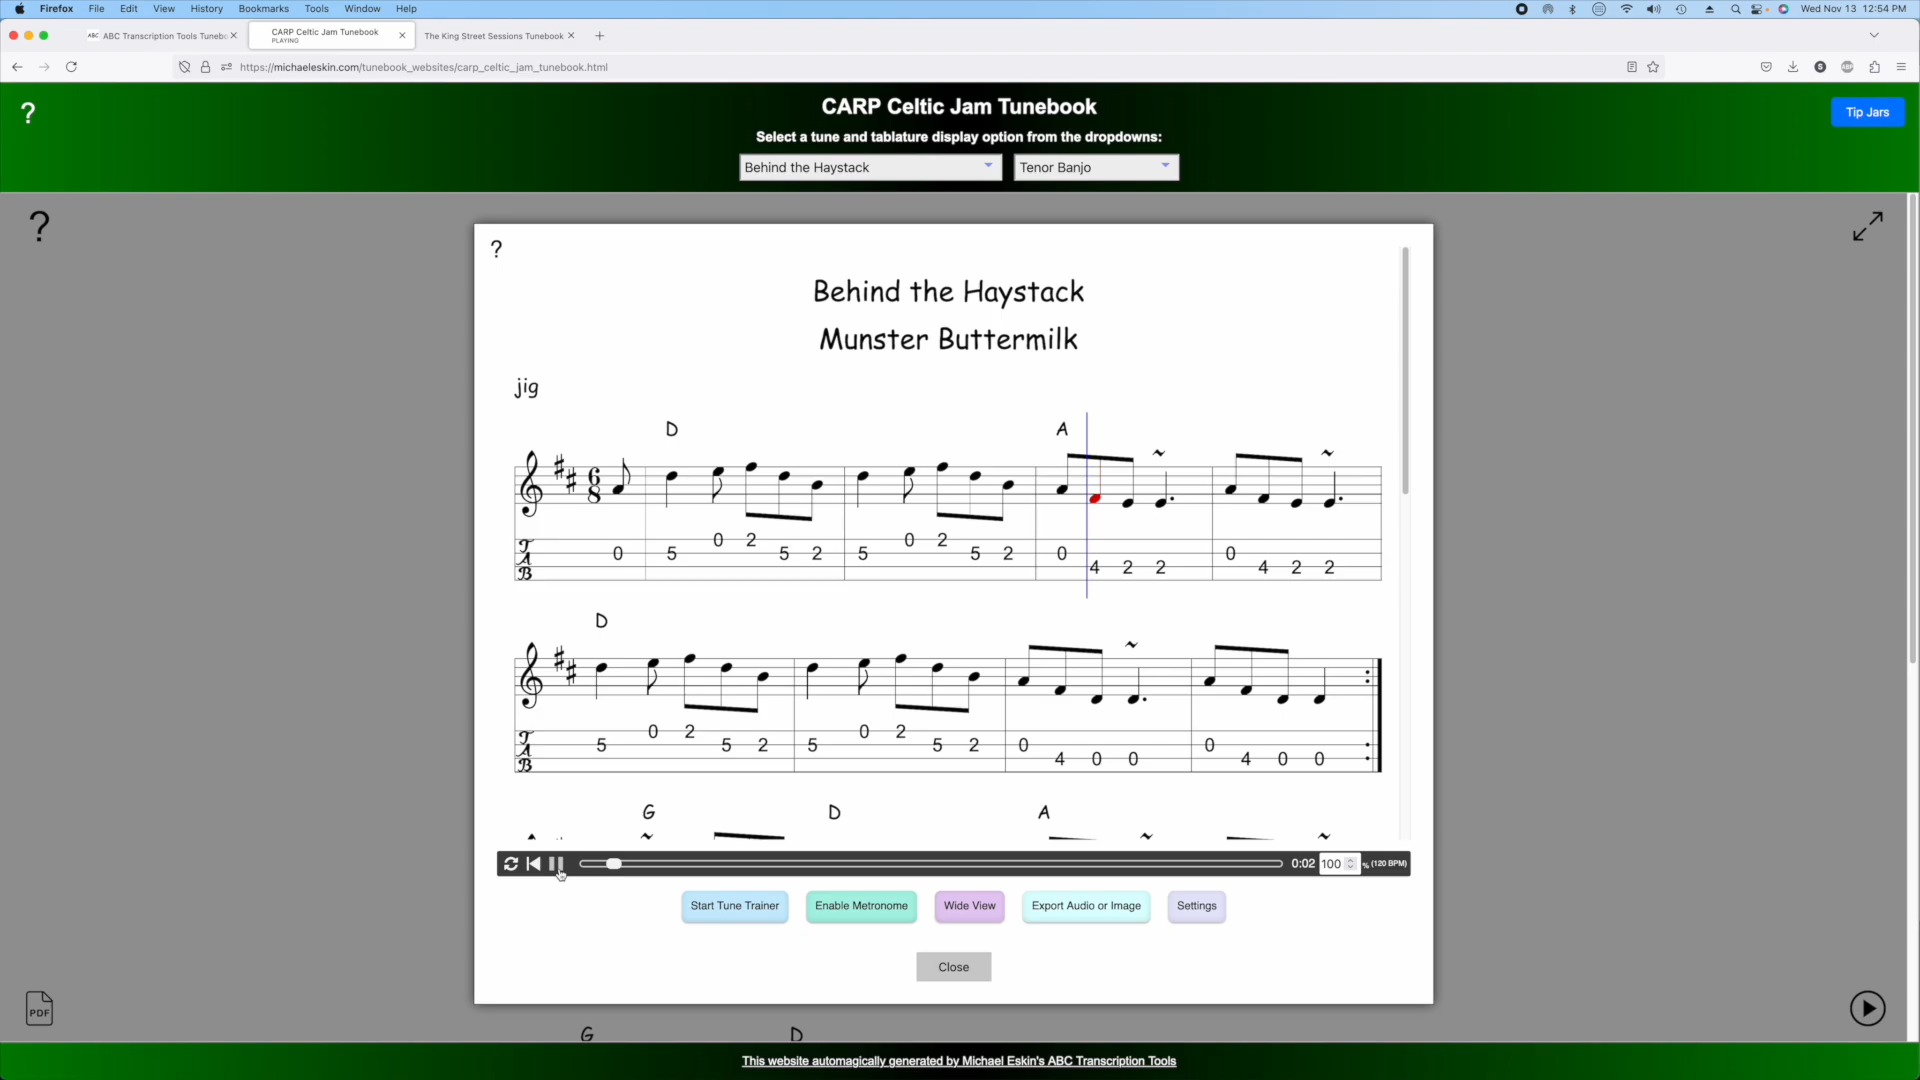 Firefox File Edit View History Bookmarks Tools Window Help Wed Nov 13 12:54 PM
ABC ABC Transcription Tools Tunebo CARP Celtic Jam Tunebook The King Street Sessions Tunebook
PLAYING
https://michaeleskin.com/tunebook_websites/carp_celtic_jam_tunebook.html
? CARP Celtic Jam Tunebook Tip Jars
Select a tune and tablature display option from the dropdowns:
Behind the Haystack Tenor Banjo
?
?
Behind the Haystack
Munster Buttermilk
jig
D A
6
8
T 0 2 0 2
A 0 5 5 2 5 5 2 0 0
B 4 2 2 4 2 2
D
T 0 2 0 2
A 5 5 2 5 5 2 0 0
B 4 0 0 4 0 0
G D A
0:02 100 % (120 BPM)
Start Tune Trainer Enable Metronome Wide View Export Audio or Image Settings
Close
PDF
G D
This website automagically generated by Michael Eskin's ABC Transcription Tools